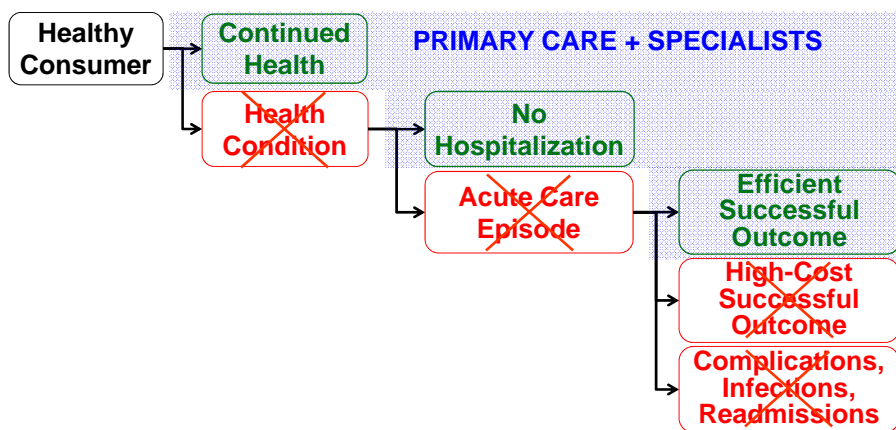 Healthy
Consumer
Continued
Health
PRIMARY CARE + SPECIALISTS
Health
Condition
No
Hospitalization
Acute Care
Episode
Efficient
Successful
Outcome
High-Cost
Successful
Outcome
Complications,
Infections,
Readmissions